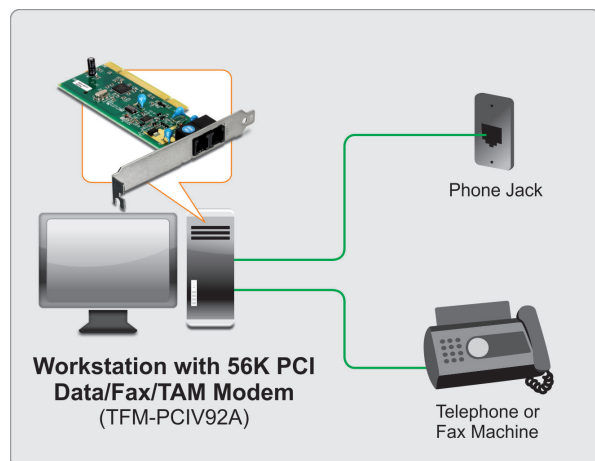 Phone Jack
Workstation with 56K PCI
Data/Fax/TAM Modem
(TFM-PCIV92A)
Telephone or
Fax Machine